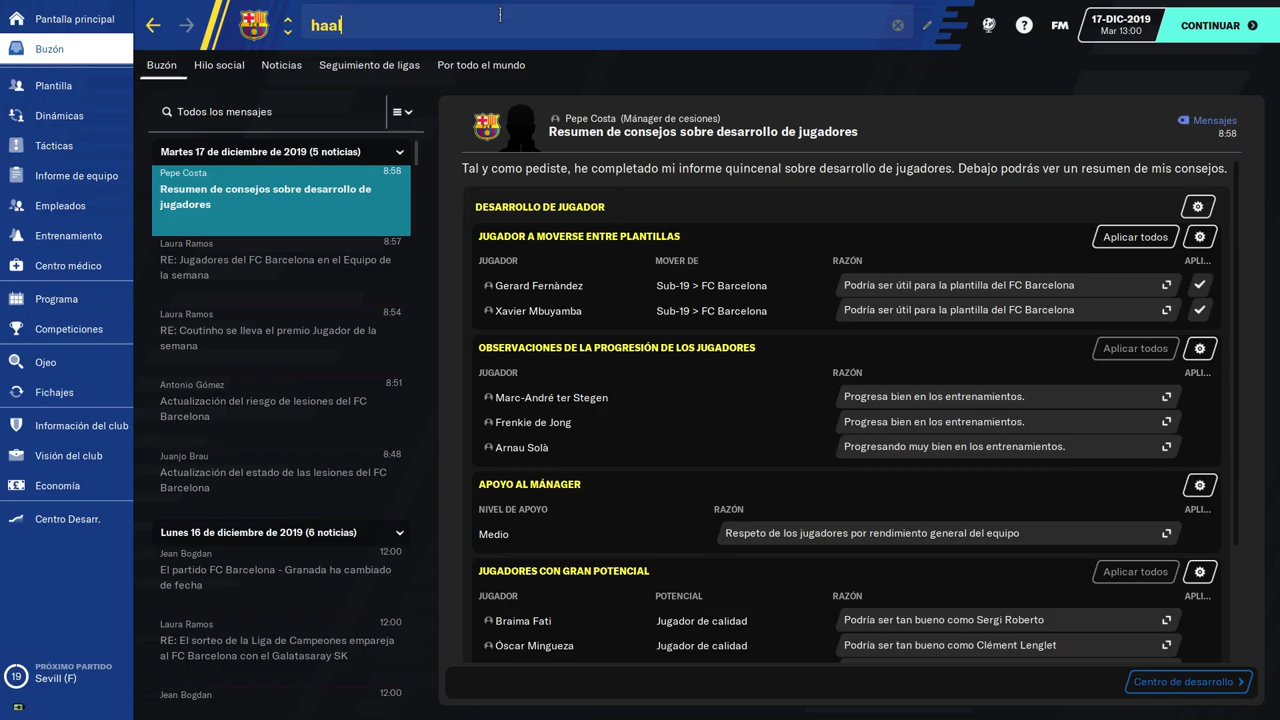 Pantalla principal
haal
FM
17-DIC-2019
Mar 13:00
CONTINUAR
Buzón
Buzón
Hilo social
Noticias
Seguimiento de ligas
Por todo el mundo
Plantilla
Dinámicas
Tácticas
Informe de equipo
Empleados
Entrenamiento
Centro médico
Programa
Competiciones
Ojeo
Fichajes
Información del club
Visión del club
Economía
Centro Desarr.
PRÓXIMO PARTIDO
19 Sevill (F)
Todos los mensajes
Martes 17 de diciembre de 2019 (5 noticias)
Pepe Costa 8:58
Resumen de consejos sobre desarrollo de
jugadores
Laura Ramos 8:57
RE: Jugadores del FC Barcelona en el Equipo de
la semana
Laura Ramos 8:54
RE: Coutinho se lleva el premio Jugador de la
semana
Antonio Gómez 8:51
Actualización del riesgo de lesiones del FC
Barcelona
Juanjo Brau 8:48
Actualización del estado de las lesiones del FC
Barcelona
Lunes 16 de diciembre de 2019 (6 noticias)
Jean Bogdan 12:00
El partido FC Barcelona - Granada ha cambiado
de fecha
Laura Ramos 12:00
RE: El sorteo de la Liga de Campeones empareja
al FC Barcelona con el Galatasaray SK
Jean Bogdan 12:00
Pepe Costa (Mánager de cesiones)
Resumen de consejos sobre desarrollo de jugadores
Mensajes
8:58
Tal y como pediste, he completado mi informe quincenal sobre desarrollo de jugadores. Debajo podrás ver un resumen de mis consejos.
DESARROLLO DE JUGADOR
JUGADOR A MOVERSE ENTRE PLANTILLAS Aplicar todos
JUGADOR MOVER DE RAZÓN APLI...
Gerard Fernàndez Sub-19 > FC Barcelona Podría ser útil para la plantilla del FC Barcelona
Xavier Mbuyamba Sub-19 > FC Barcelona Podría ser útil para la plantilla del FC Barcelona
OBSERVACIONES DE LA PROGRESIÓN DE LOS JUGADORES Aplicar todos
JUGADOR RAZÓN APLI...
Marc-André ter Stegen Progresa bien en los entrenamientos.
Frenkie de Jong Progresa bien en los entrenamientos.
Arnau Solà Progresando muy bien en los entrenamientos.
APOYO AL MÁNAGER
NIVEL DE APOYO RAZÓN APLI...
Medio Respeto de los jugadores por rendimiento general del equipo
JUGADORES CON GRAN POTENCIAL Aplicar todos
JUGADOR POTENCIAL RAZÓN APLI...
Braima Fati Jugador de calidad Podría ser tan bueno como Sergi Roberto
Óscar Mingueza Jugador de calidad Podría ser tan bueno como Clément Lenglet
Centro de desarrollo